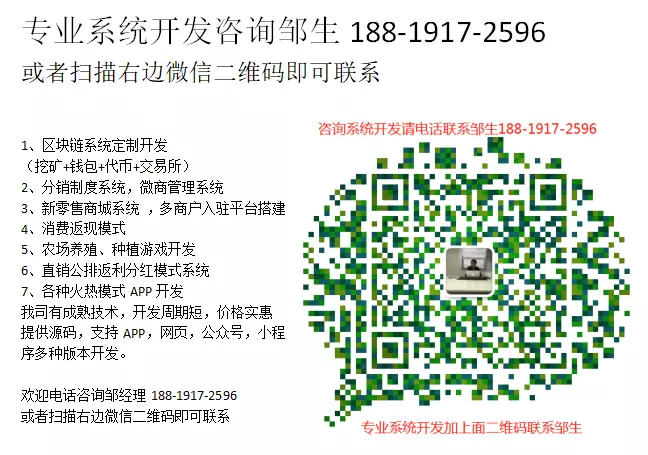 专业系统开发咨询邹生 188-1917-2596
或者扫描右边微信二维码即可联系
咨询系统开发请电话联系邹生188-1917-2596
1、区块链系统定制开发
（挖矿+钱包+代币+交易所）
2、分销制度系统，微商管理系统
3、新零售商城系统 ，多商户入驻平台搭建
4、消费返现模式
5、农场养殖、种植游戏开发
6、直销公排返利分红模式系统
7、各种火热模式 APP 开发
我司有成熟技术，开发周期短，价格实惠
提供源码，支持 APP，网页，公众号，小程
序多种版本开发。
欢迎电话咨询邹经理 188-1917-2596
或者扫描右边微信二维码即可联系
专业系统开发加上面二维码联系邹生